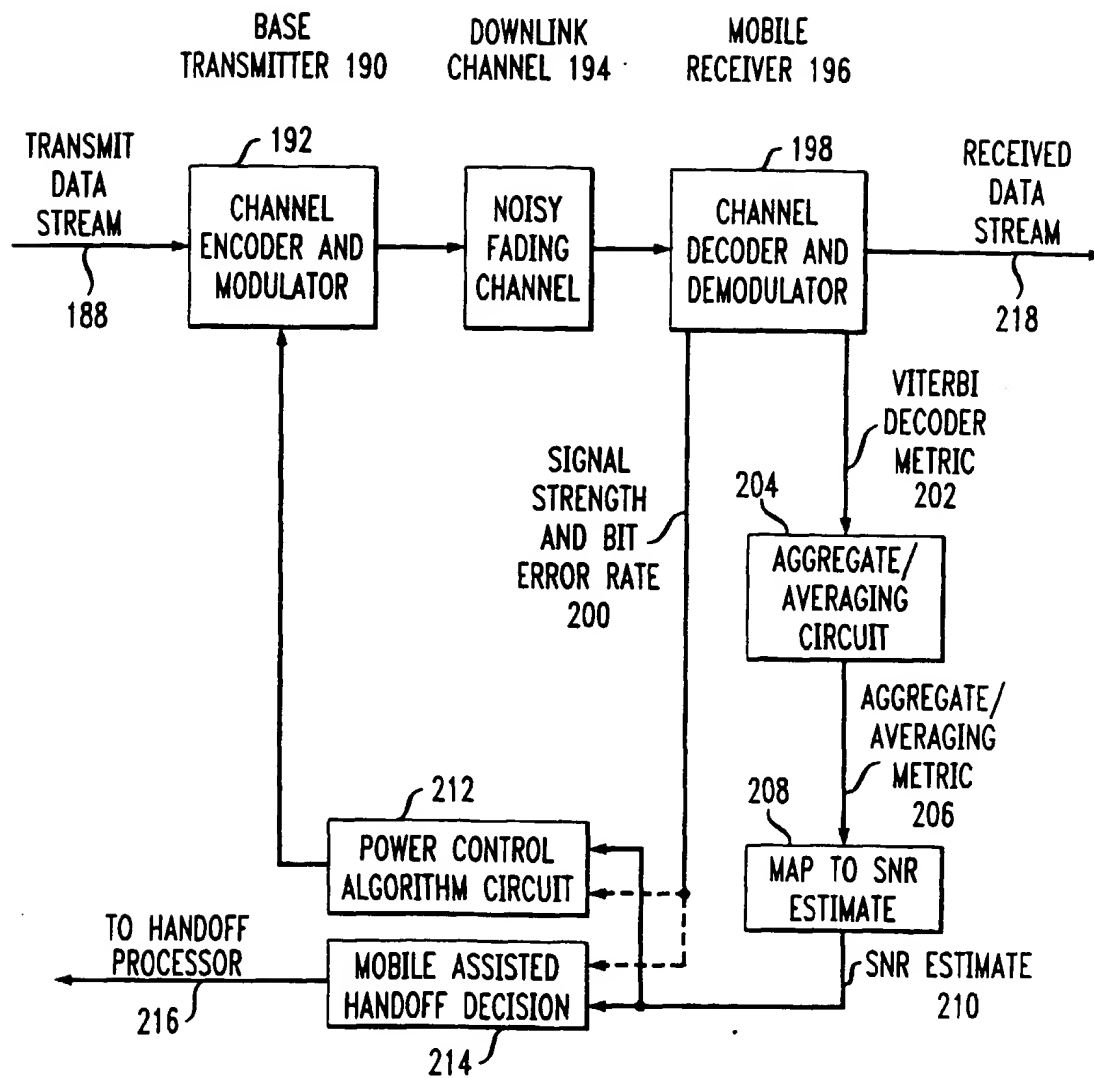 BASE
TRANSMITTER 190
DOWNLINK
CHANNEL 194
MOBILE
RECEIVER 196
TRANSMIT
DATA
STREAM
188
192
CHANNEL
ENCODER AND
MODULATOR
NOISY
FADING
CHANNEL
198
CHANNEL
DECODER AND
DEMODULATOR
RECEIVED
DATA
STREAM
218
SIGNAL
STRENGTH
AND BIT
ERROR RATE
200
VITERBI
DECODER
METRIC
202
204
AGGREGATE/
AVERAGING
CIRCUIT
AGGREGATE/
AVERAGING
METRIC
206
208
MAP TO SNR
ESTIMATE
SNR ESTIMATE
210
212
POWER CONTROL
ALGORITHM CIRCUIT
TO HANDOFF
PROCESSOR
216
MOBILE ASSISTED
HANDOFF DECISION
214